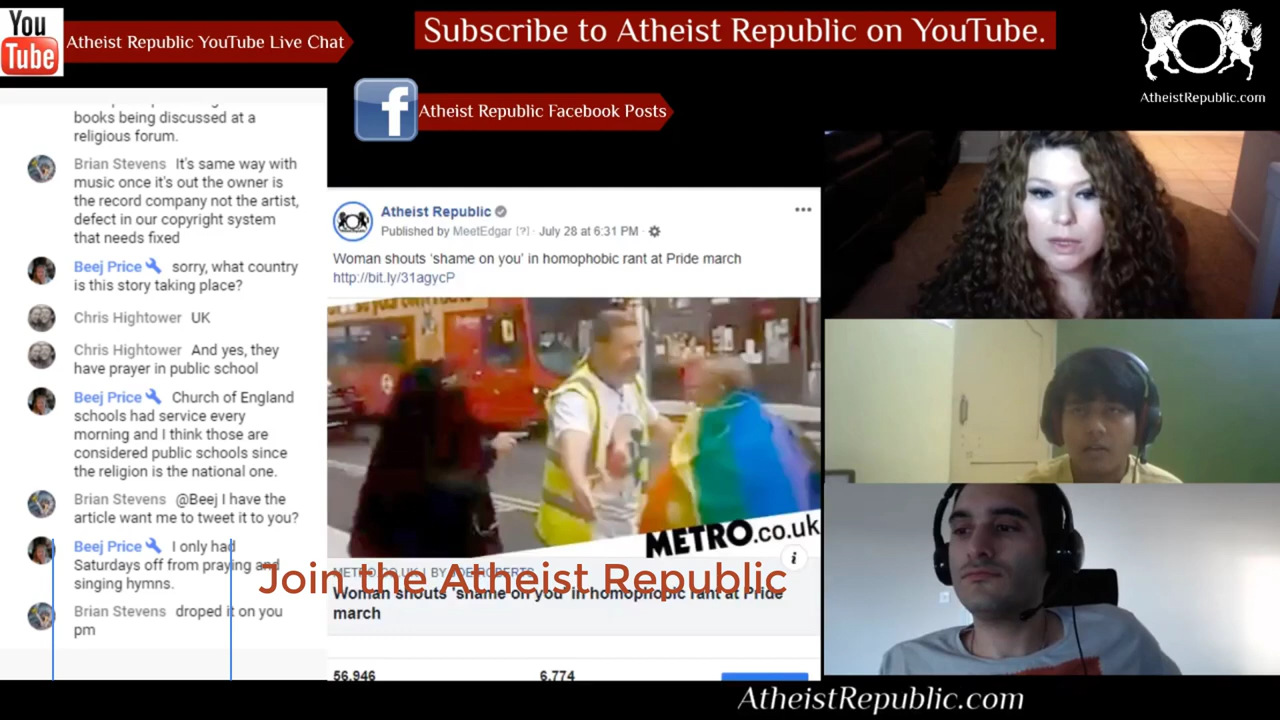 You
Tube
Atheist Republic YouTube Live Chat
Subscribe to Atheist Republic on YouTube.
AtheistRepublic.com
f
Atheist Republic Facebook Posts
books being discussed at a
religious forum.
Brian Stevens It's same way with
music once it's out the owner is
the record company not the artist,
defect in our copyright system
that needs fixed
Beej Price sorry, what country
is this story taking place?
Chris Hightower UK
Chris Hightower And yes, they
have prayer in public school
Beej Price Church of England
schools had service every
morning and I think those are
considered public schools since
the religion is the national one.
Brian Stevens @Beej I have the
article want me to tweet it to you?
Beej Price I only had
Saturdays off from praying and
singing hymns.
Brian Stevens droped it on you
pm
Atheist Republic
Published by MeetEdgar [?] · July 28 at 6:31 PM ·
Woman shouts 'shame on you' in homophobic rant at Pride march
http://bit.ly/31agycP
METRO.co.uk
i
METRO.CO.UK | BY
Join the Atheist Republic
Woman shouts 'shame on you' in homophobic rant at Pride
march
56,946
6,774
AtheistRepublic.com